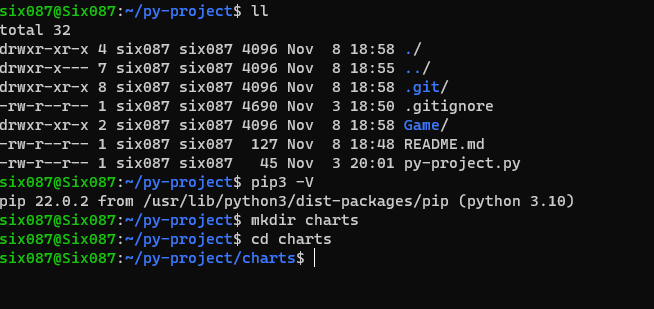 six087@Six087:~/py-project$ ll
total 32
drwxr-xr-x 4 six087 six087 4096 Nov  8 18:58 ./
drwxr-x--- 7 six087 six087 4096 Nov  8 18:55 ../
drwxr-xr-x 8 six087 six087 4096 Nov  8 18:58 .git/
-rw-r--r-- 1 six087 six087 4690 Nov  3 18:50 .gitignore
drwxr-xr-x 2 six087 six087 4096 Nov  8 18:58 Game/
-rw-r--r-- 1 six087 six087  127 Nov  8 18:48 README.md
-rw-r--r-- 1 six087 six087   45 Nov  3 20:01 py-project.py
six087@Six087:~/py-project$ pip3 -V
pip 22.0.2 from /usr/lib/python3/dist-packages/pip (python 3.10)
six087@Six087:~/py-project$ mkdir charts
six087@Six087:~/py-project$ cd charts
six087@Six087:~/py-project/charts$